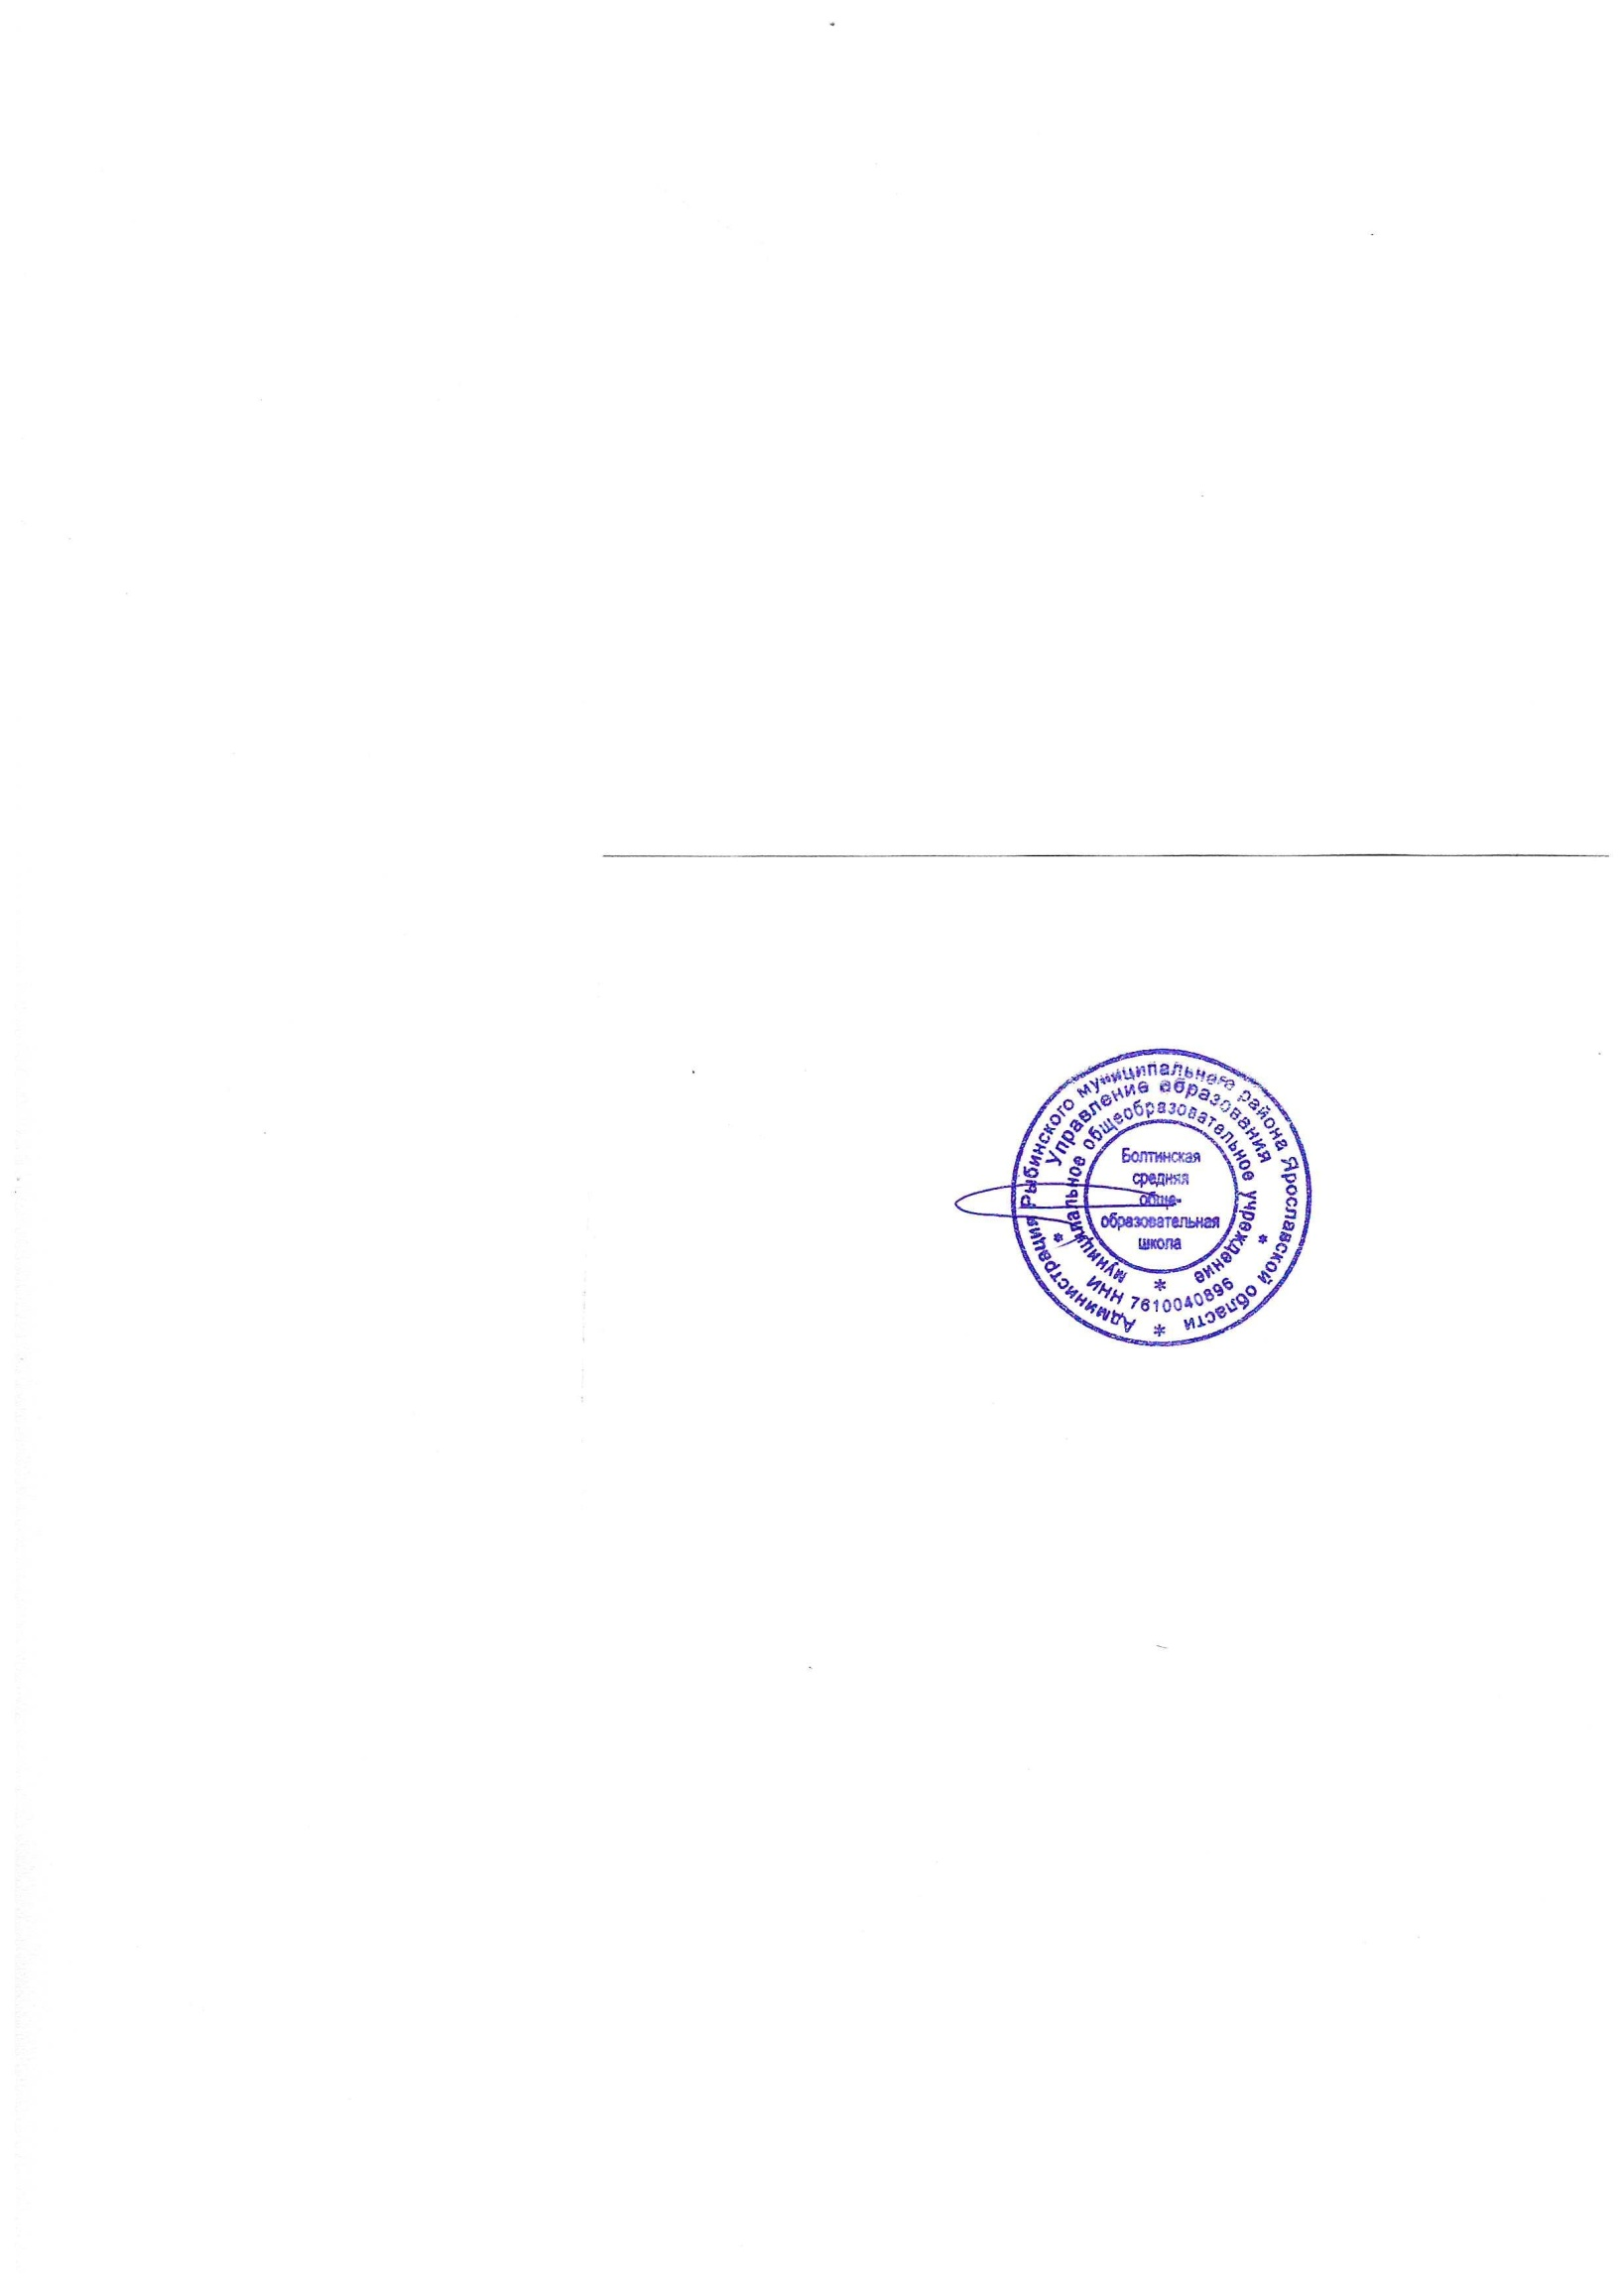 Администрация Рыбинского муниципального района Ярославской области
Управление образования
муниципальное общеобразовательное учреждение
ИНН 7610040896
Болтинская
средняя
обще-
образовательная
школа